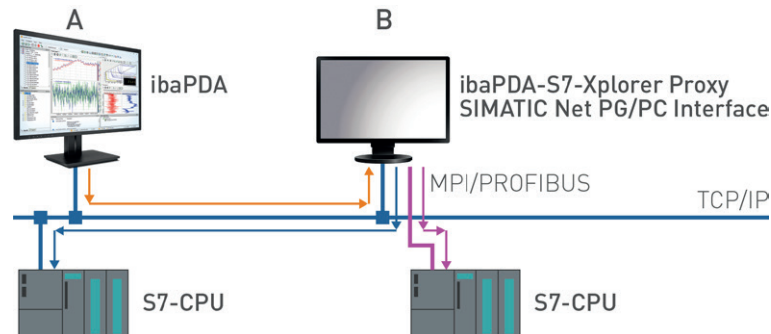 A
B
ibaPDA
ibaPDA-S7-Xplorer Proxy
SIMATIC Net PG/PC Interface
MPI/PROFIBUS
TCP/IP
S7-CPU
S7-CPU